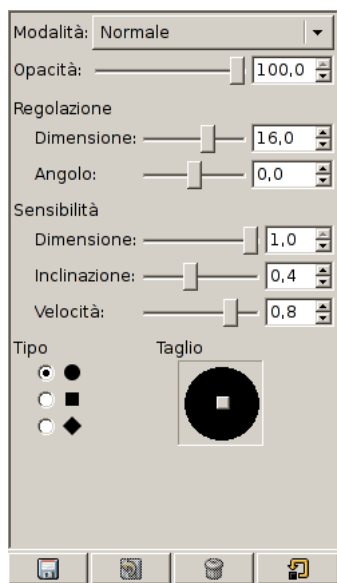 Modalità: Normale
Opacità: 100,0
Regolazione
Dimensione: 16,0
Angolo: 0,0
Sensibilità
Dimensione: 1,0
Inclinazione: 0,4
Velocità: 0,8
Tipo Taglio